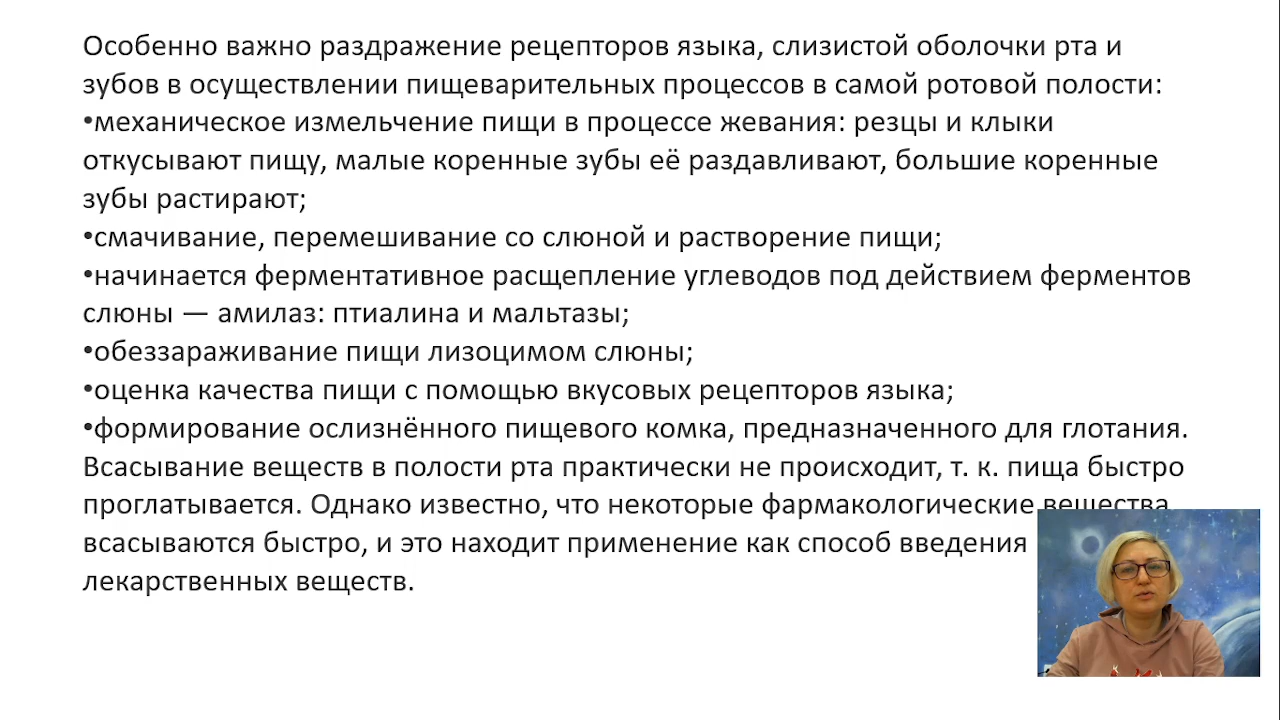 Особенно важно раздражение рецепторов языка, слизистой оболочки рта и
зубов в осуществлении пищеварительных процессов в самой ротовой полости:
•механическое измельчение пищи в процессе жевания: резцы и клыки
откусывают пищу, малые коренные зубы её раздавливают, большие коренные
зубы растирают;
•смачивание, перемешивание со слюной и растворение пищи;
•начинается ферментативное расщепление углеводов под действием ферментов
слюны — амилаз: птиалина и мальтазы;
•обеззараживание пищи лизоцимом слюны;
•оценка качества пищи с помощью вкусовых рецепторов языка;
•формирование ослизнённого пищевого комка, предназначенного для глотания.
Всасывание веществ в полости рта практически не происходит, т. к. пища быстро
проглатывается. Однако известно, что некоторые фармакологические вещества
всасываются быстро, и это находит применение как способ введения
лекарственных веществ.